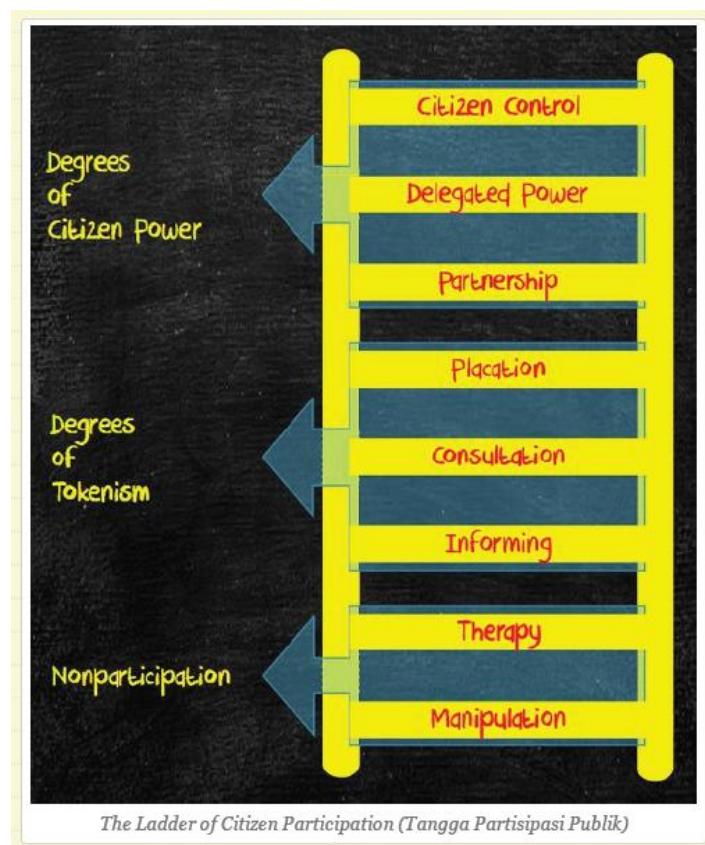 Citizen Control
Degrees
of
Citizen Power
Delegated Power
Partnership
Placation
Degrees
of
Tokenism
Consultation
Informing
Therapy
Nonparticipation
Manipulation
The Ladder of Citizen Participation (Tangga Partisipasi Publik)